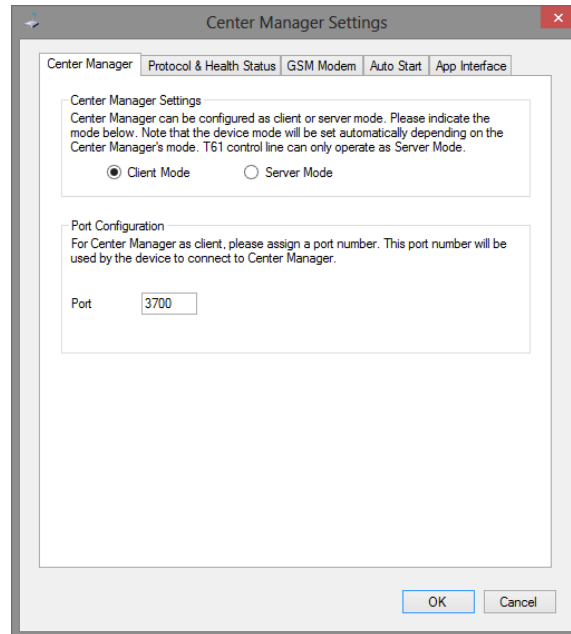 Center Manager Settings
Center Manager
Protocol & Health Status
GSM Modem
Auto Start
App Interface
Center Manager Settings
Center Manager can be configured as client or server mode. Please indicate the
mode below. Note that the device mode will be set automatically depending on the
Center Manager's mode. T61 control line can only operate as Server Mode.
Client Mode
Server Mode
Port Configuration
For Center Manager as client, please assign a port number. This port number will be
used by the device to connect to Center Manager.
Port
3700
OK
Cancel